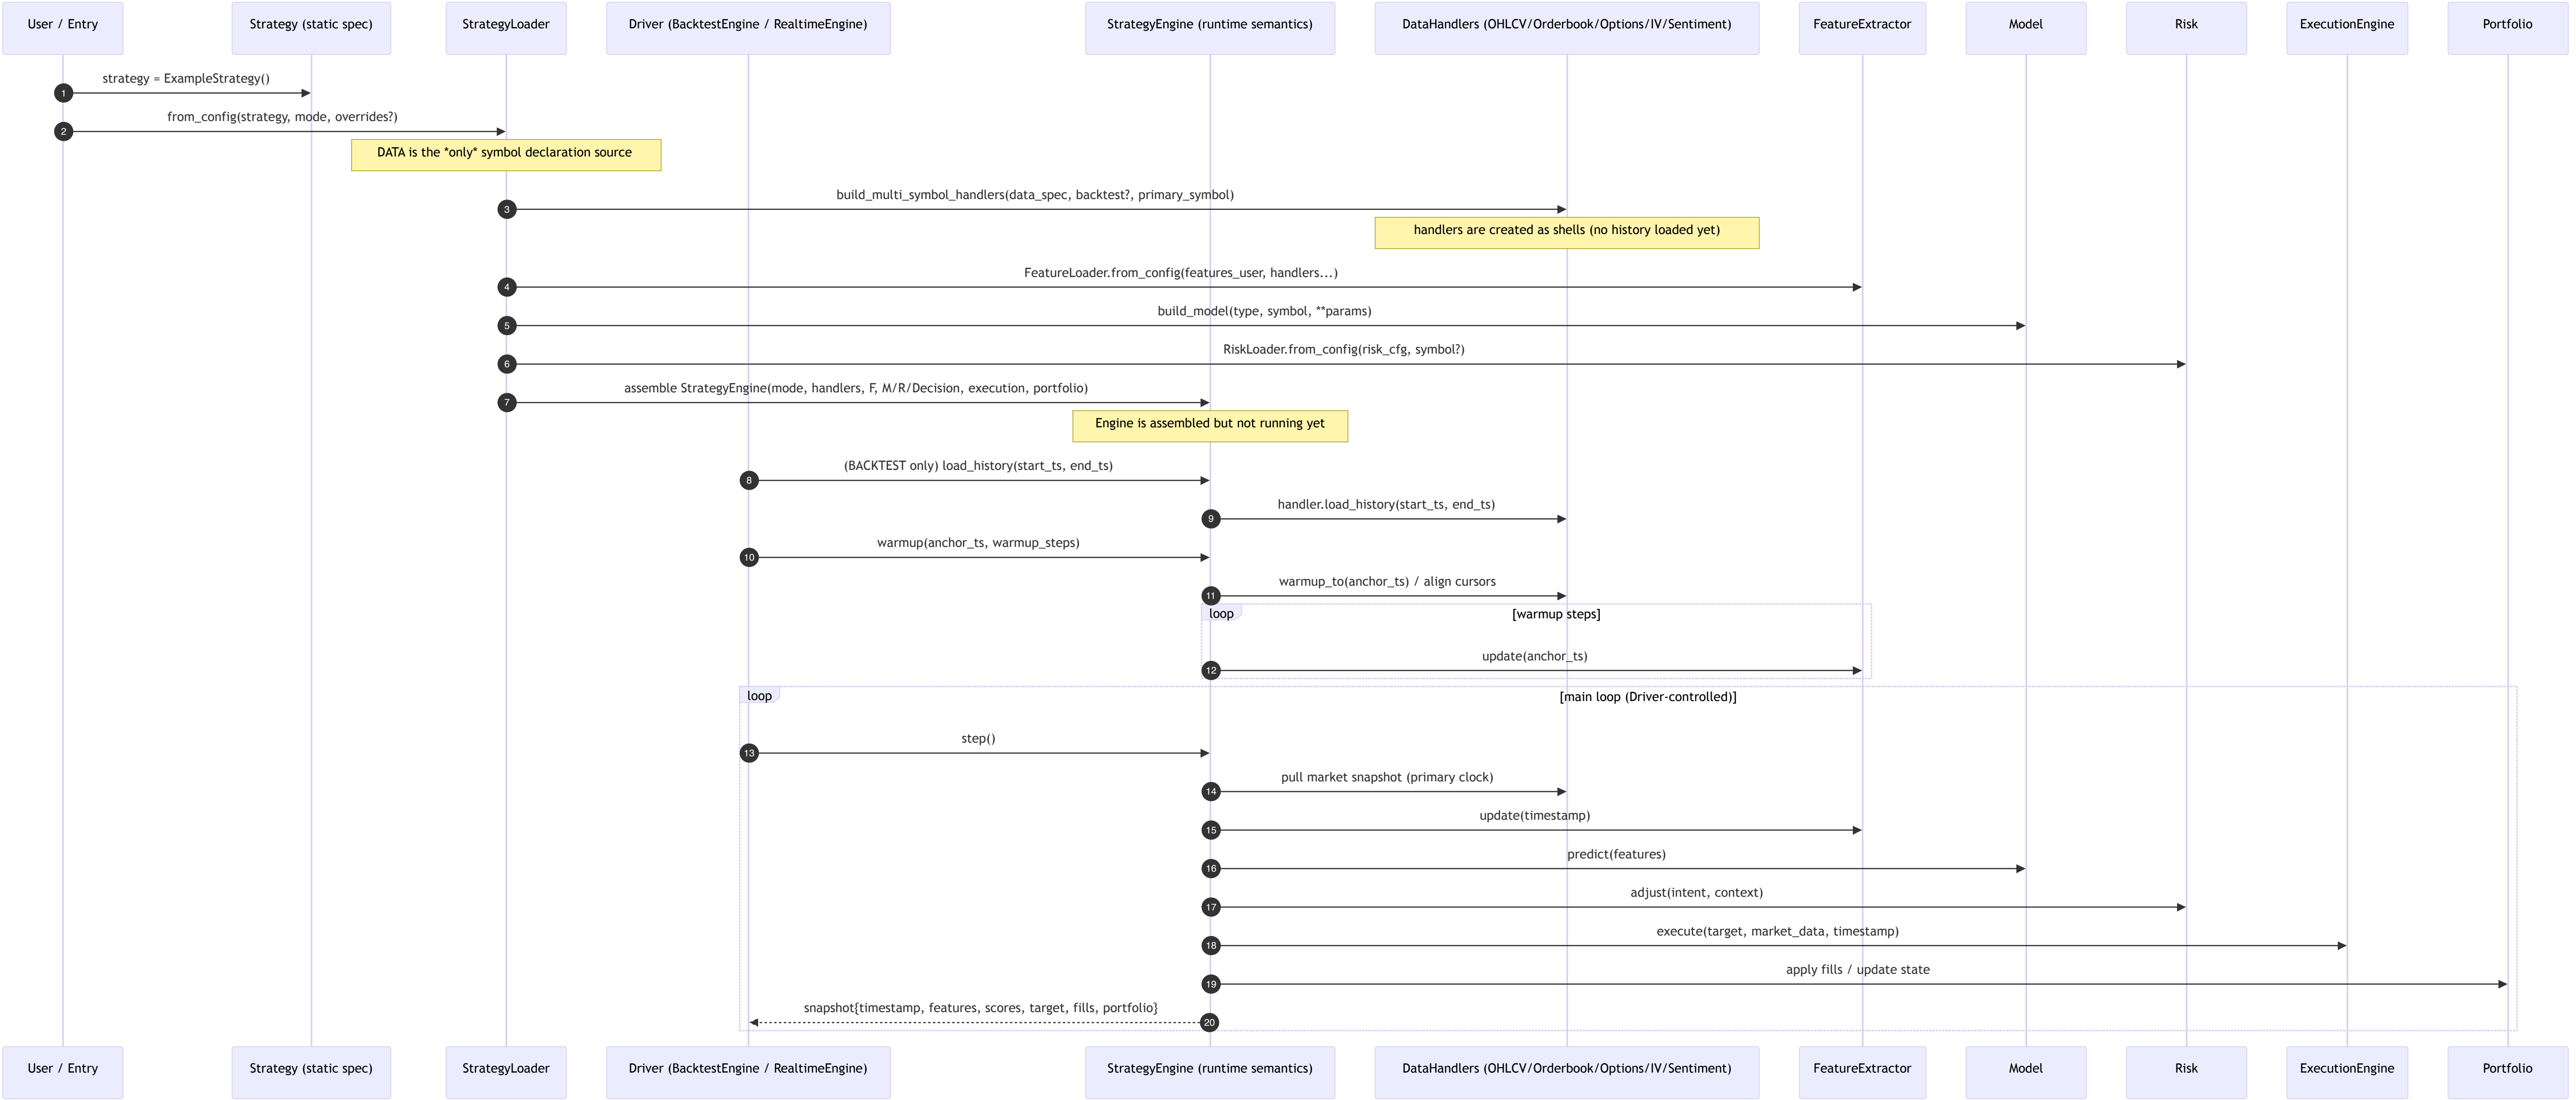 User / Entry
Strategy (static spec)
StrategyLoader
Driver (BacktestEngine / RealtimeEngine)
StrategyEngine (runtime semantics)
DataHandlers (OHLCV/Orderbook/Options/IV/Sentiment)
FeatureExtractor
Model
Risk
ExecutionEngine
Portfolio
strategy = ExampleStrategy()
1
from_config(strategy, mode, overrides?)
2
DATA is the *only* symbol declaration source
build_multi_symbol_handlers(data_spec, backtest?, primary_symbol)
3
handlers are created as shells (no history loaded yet)
FeatureLoader.from_config(features_user, handlers...)
4
build_model(type, symbol, **params)
5
RiskLoader.from_config(risk_cfg, symbol?)
6
assemble StrategyEngine(mode, handlers, F, M/R/Decision, execution, portfolio)
7
Engine is assembled but not running yet
(BACKTEST only) load_history(start_ts, end_ts)
8
handler.load_history(start_ts, end_ts)
9
warmup(anchor_ts, warmup_steps)
10
warmup_to(anchor_ts) / align cursors
11
loop
[warmup steps]
update(anchor_ts)
12
loop
[main loop (Driver-controlled)]
step()
13
pull market snapshot (primary clock)
14
update(timestamp)
15
predict(features)
16
adjust(intent, context)
17
execute(target, market_data, timestamp)
18
apply fills / update state
19
snapshot{timestamp, features, scores, target, fills, portfolio}
20
User / Entry
Strategy (static spec)
StrategyLoader
Driver (BacktestEngine / RealtimeEngine)
StrategyEngine (runtime semantics)
DataHandlers (OHLCV/Orderbook/Options/IV/Sentiment)
FeatureExtractor
Model
Risk
ExecutionEngine
Portfolio